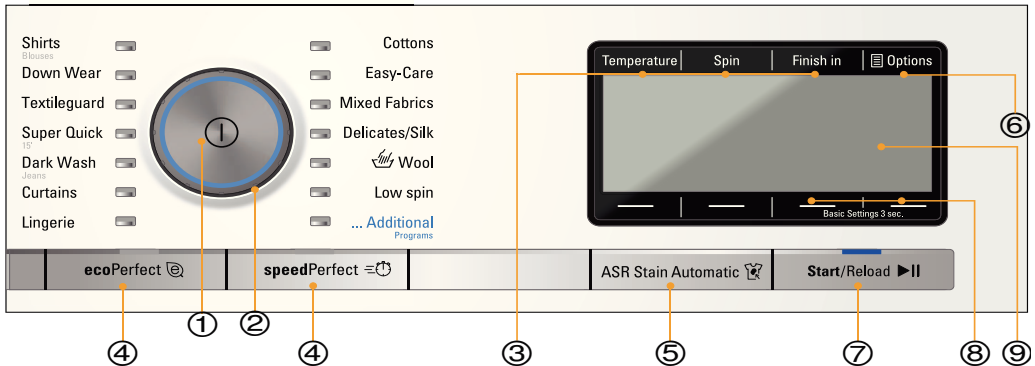 Shirts
Blouses
Down Wear
Textileguard
Super Quick
15'
Dark Wash
Jeans
Curtains
Lingerie
Cottons
Easy-Care
Mixed Fabrics
Delicates/Silk
Wool
Low spin
... Additional
Programs
Temperature
Spin
Finish in
Options
Basic Settings 3 sec.
ecoPerfect e
speedPerfect
ASR Stain Automatic
Start/Reload
①
②
③
④
④
⑤
⑥
⑦
⑧
⑨